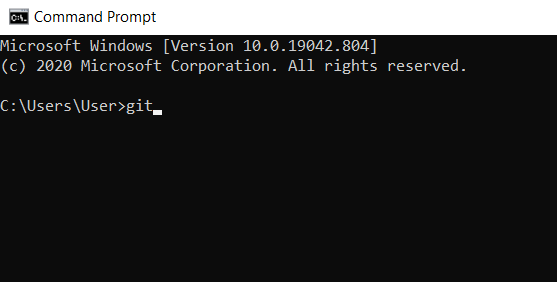 Command Prompt
Microsoft Windows [Version 10.0.19042.804]
(c) 2020 Microsoft Corporation. All rights reserved.
C:\Users\User>git